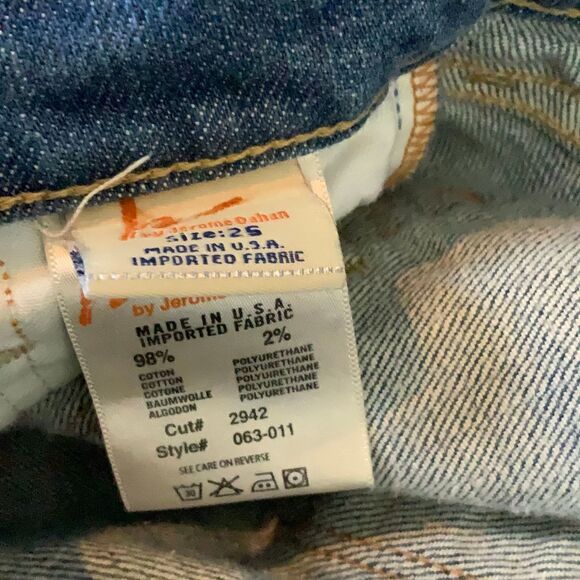 by Jerome Dahan
size:25
MADE IN U.S.A.
IMPORTED FABRIC
by Jerome
MADE IN U.S.A.
IMPORTED FABRIC
98% 2%
COTON POLYURETHANE
COTTON POLYURETHANE
COTONE POLYUIRETHANE
BAUMWOLLE POLYURETHANE
ALGODON POLYURETHANE
Cut# 2942
Style# 063-011
SEE CARE ON REVERSE
30